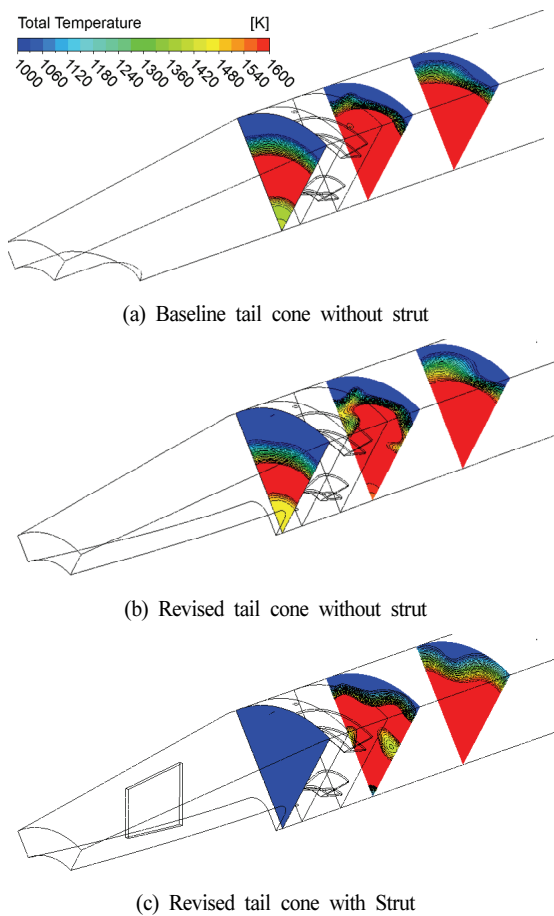 Total Temperature [K]
1000 1060 1120 1180 1240 1300 1360 1420 1480 1540 1600
(a) Baseline tail cone without strut
(b) Revised tail cone without strut
(c) Revised tail cone with Strut